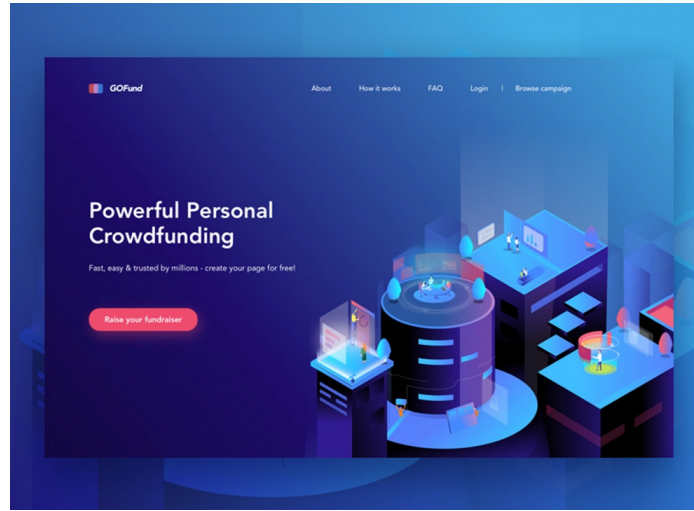 GOFund
About How it works FAQ Login | Browse campaign
Powerful Personal
Crowdfunding
Fast, easy & trusted by millions - create your page for free!
Raise your fundraiser